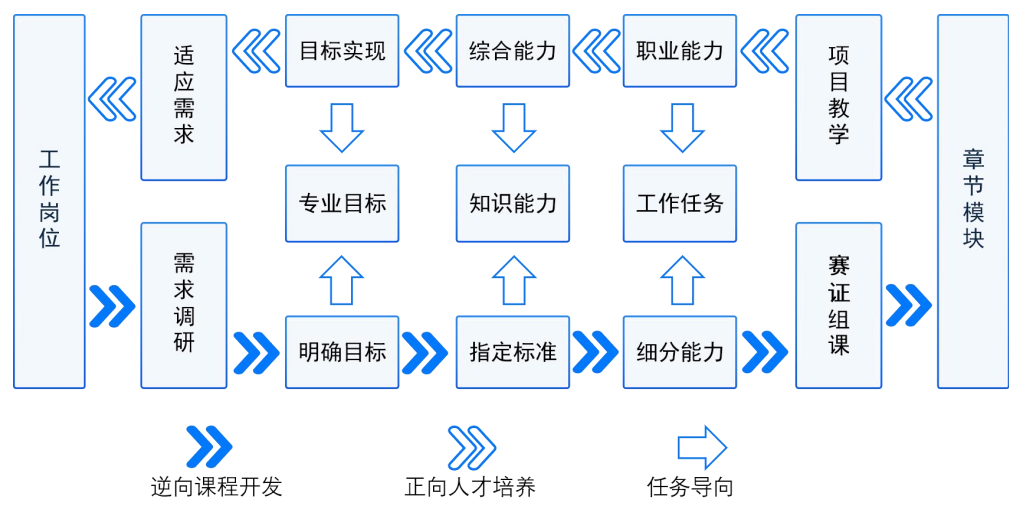 工作岗位
适应需求
目标实现
综合能力
职业能力
项目教学
章节模块
专业目标
知识能力
工作任务
需求调研
明确目标
指定标准
细分能力
赛证组课
逆向课程开发
正向人才培养
任务导向